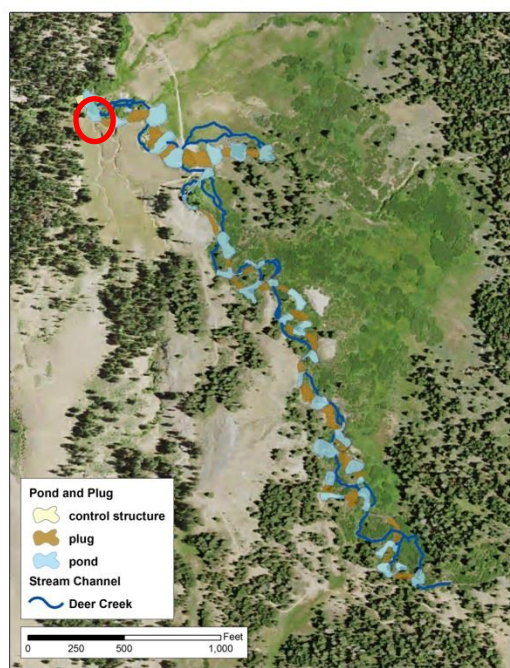 Pond and Plug
control structure
plug
pond
Stream Channel
Deer Creek
Feet
0 250 500 1,000